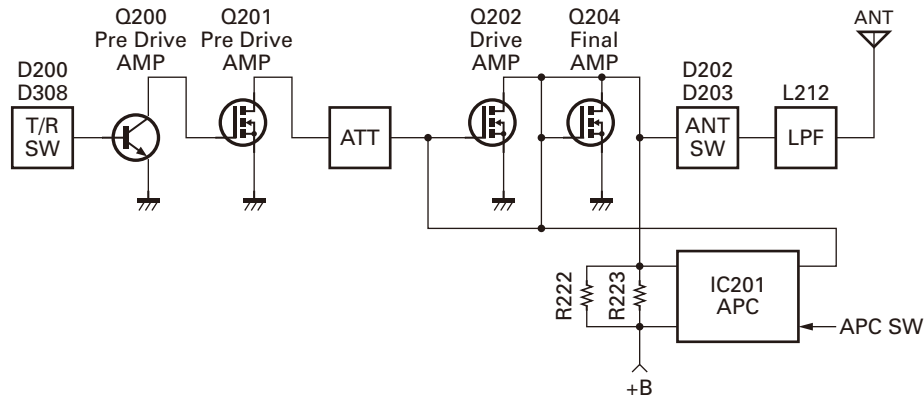 Q200
Pre Drive
AMP
Q201
Pre Drive
AMP
Q202
Drive
AMP
Q204
Final
AMP
ANT
D200
D308
T/R
SW
ATT
D202
D203
ANT
SW
L212
LPF
R222
R223
IC201
APC
APC SW
+B